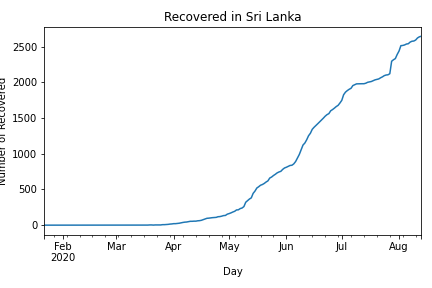 Recovered in Sri Lanka
Number of Recovered
2500
2000
1500
1000
500
0
Feb
2020
Mar
Apr
May
Jun
Jul
Aug
Day